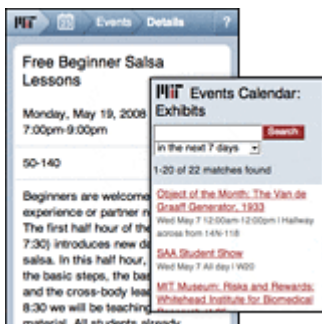 MIT 31 Events Details ?
Free Beginner Salsa
Lessons
Monday, May 19, 2008
7:00pm-9:00pm
50-140
Beginners are welcome
experience or partner n
The first half hour of the
7:30) introduces new da
salsa. In this half hour,
the basic steps, the bas
and the cross-body lea
8:30 we will be teaching
material. All students already
MIT Events Calendar:
Exhibits
Search
in the next 7 days
1-20 of 22 matches found
Object of the Month: The Van de
Graaff Generator, 1933
Wed May 7 12:00am-12:00pm | Hallway
across from 14N-118
SAA Student Show
Wed May 7 All day | W20
MIT Museum: Risks and Rewards:
Whitehead Institute for Biomedical